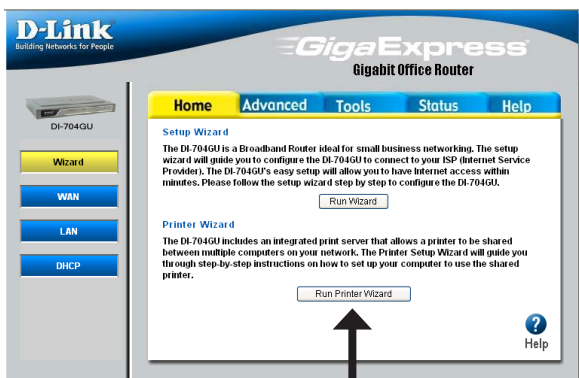 D-Link
Building Networks for People
GigaExpress
Gigabit Office Router
DI-704GU
Home Advanced Tools Status Help
Wizard
WAN
LAN
DHCP
Setup Wizard
The DI-704GU is a Broadband Router ideal for small business networking. The setup
wizard will guide you to configure the DI-704GU to connect to your ISP (Internet Service
Provider). The DI-704GU's easy setup will allow you to have Internet access within
minutes. Please follow the setup wizard step by step to configure the DI-704GU.
Run Wizard
Printer Wizard
The DI-704GU includes an integrated print server that allows a printer to be shared
between multiple computers on your network. The Printer Setup Wizard will guide you
through step-by-step instructions on how to set up your computer to use the shared
printer.
Run Printer Wizard
Help